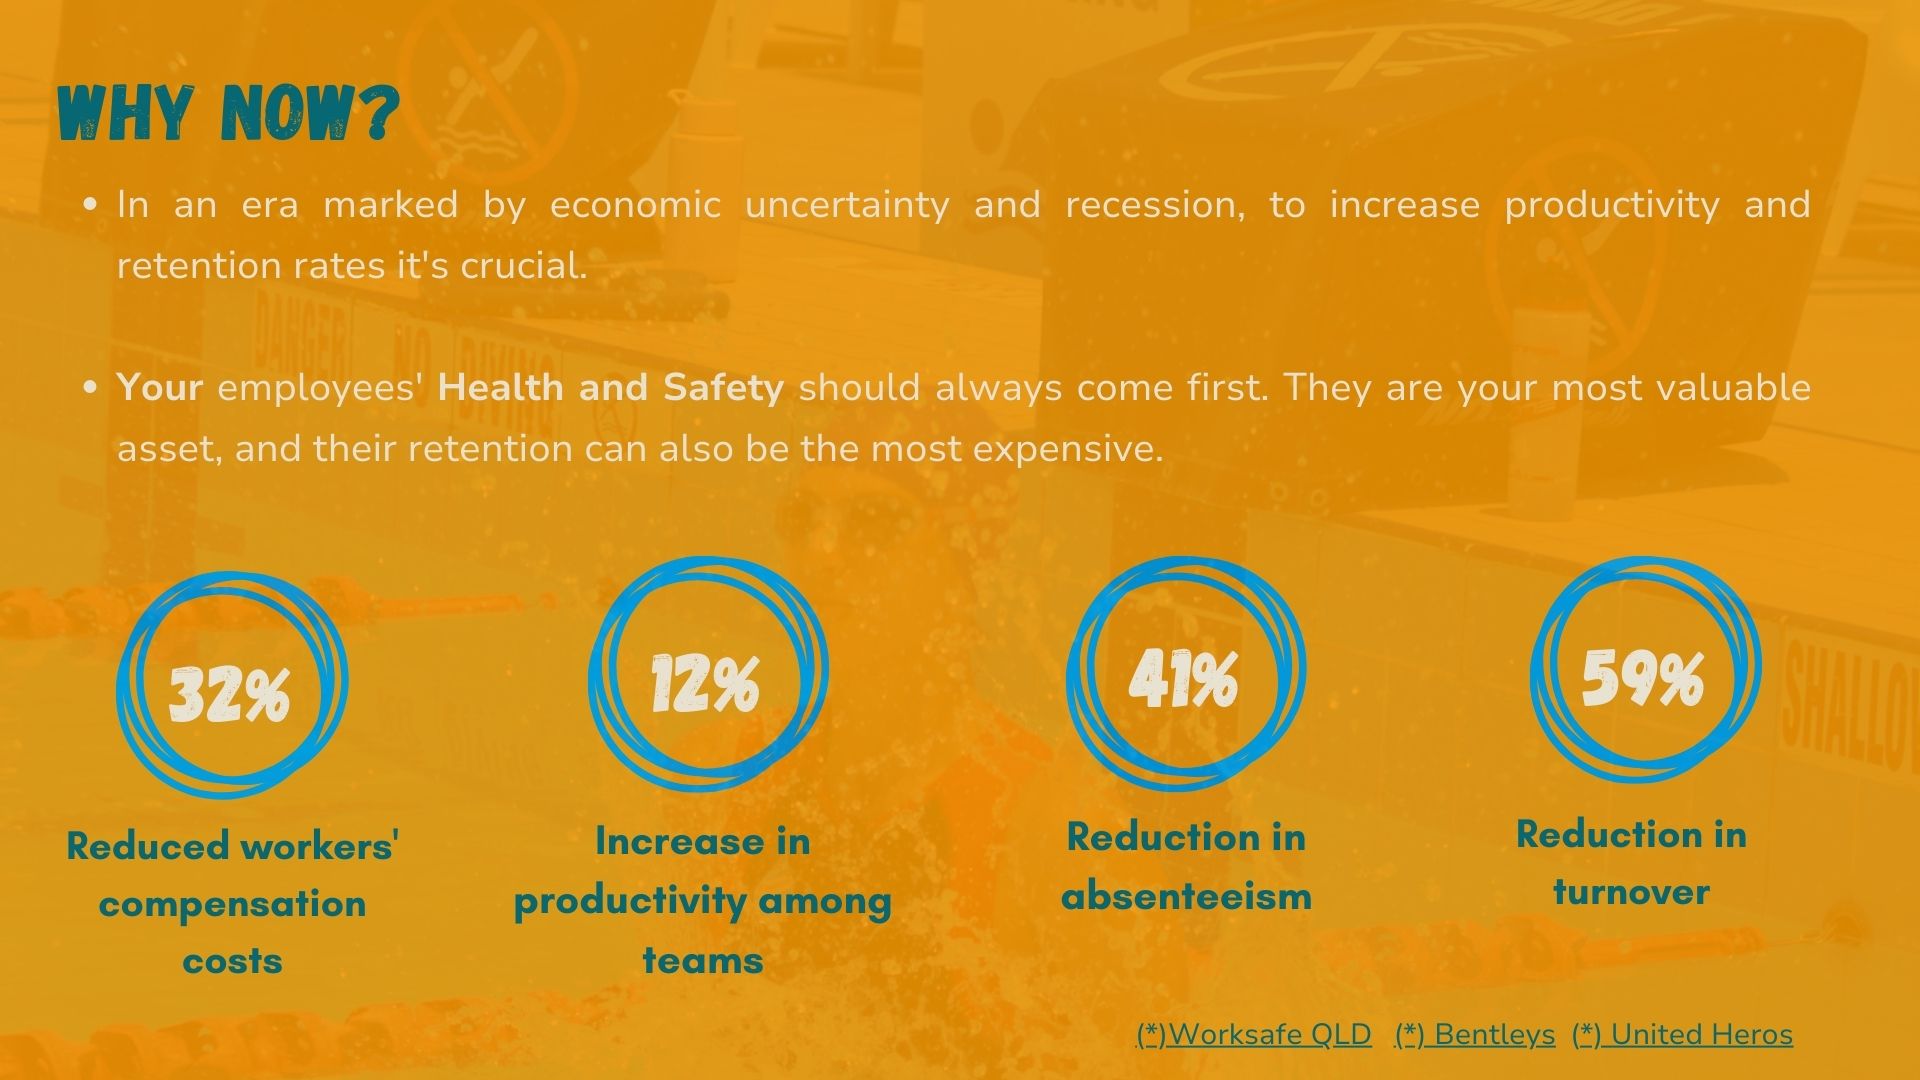 WHY NOW?
• In an era marked by economic uncertainty and recession, to increase productivity and
retention rates it's crucial.
• Your employees' Health and Safety should always come first. They are your most valuable
asset, and their retention can also be the most expensive.
32%
Reduced workers'
compensation
costs
12%
Increase in
productivity among
teams
41%
Reduction in
absenteeism
59%
Reduction in
turnover
(*)Worksafe QLD (*) Bentleys (*) United Heros
DANGER NO DIVING